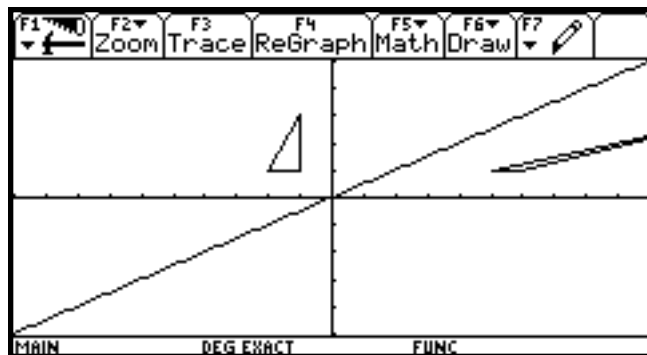 F1 F2 Zoom F3 Trace F4 ReGraph F5 Math F6 Draw F7
MAIN DEG EXACT FUNC